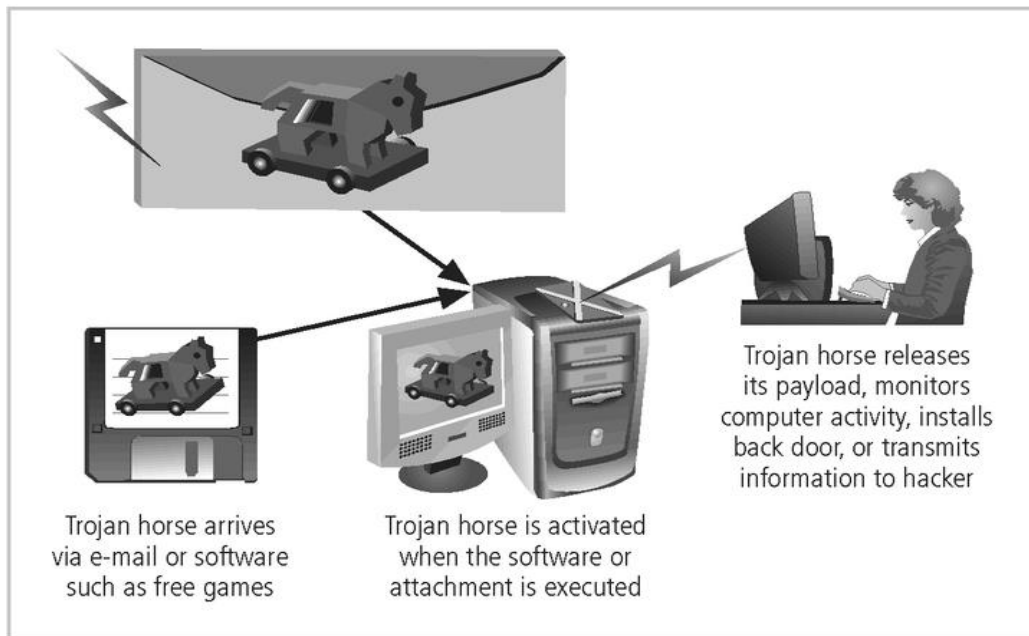 Trojan horse arrives
via e-mail or software
such as free games
Trojan horse is activated
when the software or
attachment is executed
Trojan horse releases
its payload, monitors
computer activity, installs
back door, or transmits
information to hacker